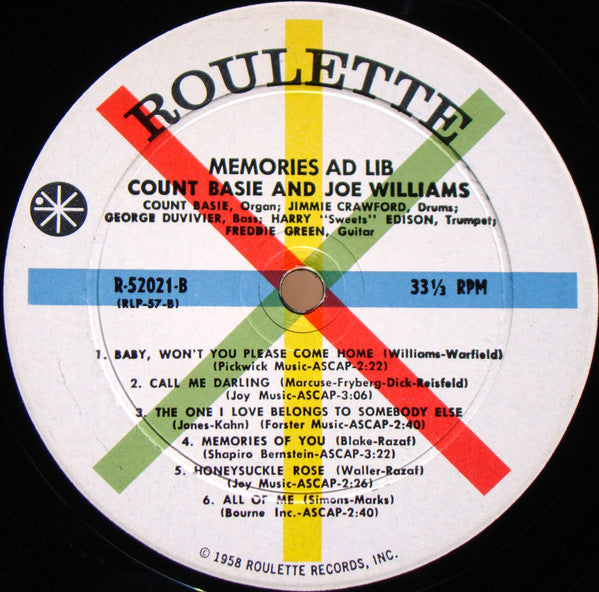 ROULETTE
MEMORIES AD LIB
COUNT BASIE AND JOE WILLIAMS
COUNT BASIE, Organ; JIMMIE CRAWFORD, Drums;
GEORGE DUVIVIER, Bass; HARRY "Sweets" EDISON, Trumpet;
FREDDIE GREEN, Guitar
R-52021-B
(RLP-57-B)
33 1/3 RPM
1. BABY, WON'T YOU PLEASE COME HOME (Williams-Warfield)
(Pickwick Music-ASCAP-2:22)
2. CALL ME DARLING (Marcuse-Fryberg-Dick-Reisfeld)
(Joy Music-ASCAP-3:06)
3. THE ONE I LOVE BELONGS TO SOMEBODY ELSE
(Jones-Kahn) (Forster Music-ASCAP-2:40)
4. MEMORIES OF YOU (Blake-Razaf)
(Shapiro Bernstein-ASCAP-3:22)
5. HONEYSUCKLE ROSE (Waller-Razaf)
(Joy Music-ASCAP-2:26)
6. ALL OF ME (Simons-Marks)
(Bourne Inc.-ASCAP-2:40)
© 1958 ROULETTE RECORDS, INC.